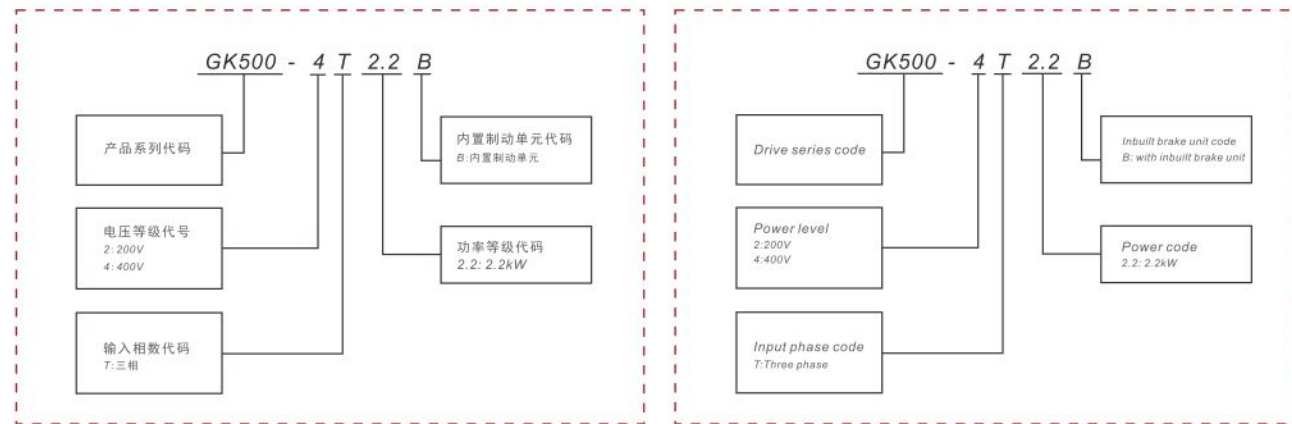 GK500 - 4 T 2.2 B
产品系列代码
内置制动单元代码
B:内置制动单元
电压等级代号
2:200V
4:400V
功率等级代码
2.2: 2.2kW
输入相数代码
T:三相
GK500 - 4 T 2.2 B
Drive series code
Inbuilt brake unit code
B: with inbuilt brake unit
Power level
2:200V
4:400V
Power code
2.2: 2.2kW
Input phase code
T:Three phase